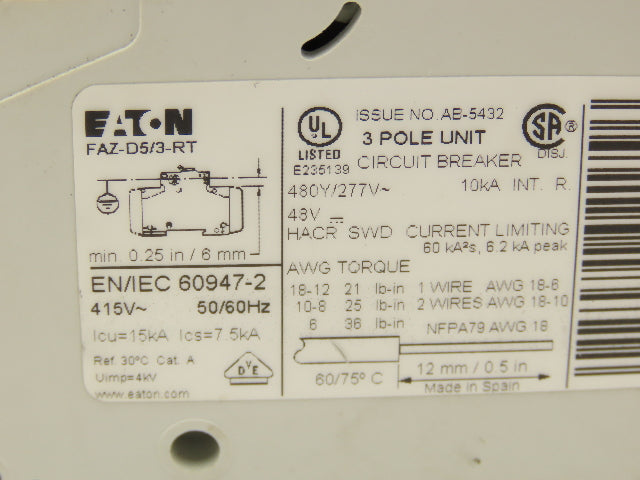 EATON
FAZ-D5/3-RT
min. 0.25 in / 6 mm
EN/IEC 60947-2
415V~ 50/60Hz
Icu=15kA Ics=7.5kA
Ref. 30°C Cat. A
Uimp=4kV
www.eaton.com
DVE
UL
LISTED
E235139
ISSUE NO. AB-5432
3 POLE UNIT
CIRCUIT BREAKER
SA®
DISJ.
480Y/277V~ 10kA INT. R.
48V
HACR SWD CURRENT LIMITING
60 kA²s, 6.2 kA peak
AWG TORQUE
18-12 21 lb-in 1 WIRE AWG 18-6
10-8 25 lb-in 2 WIRES AWG 18-10
6 36 lb-in NFPA79 AWG 18
60/75° C 12 mm / 0.5 in
Made in Spain